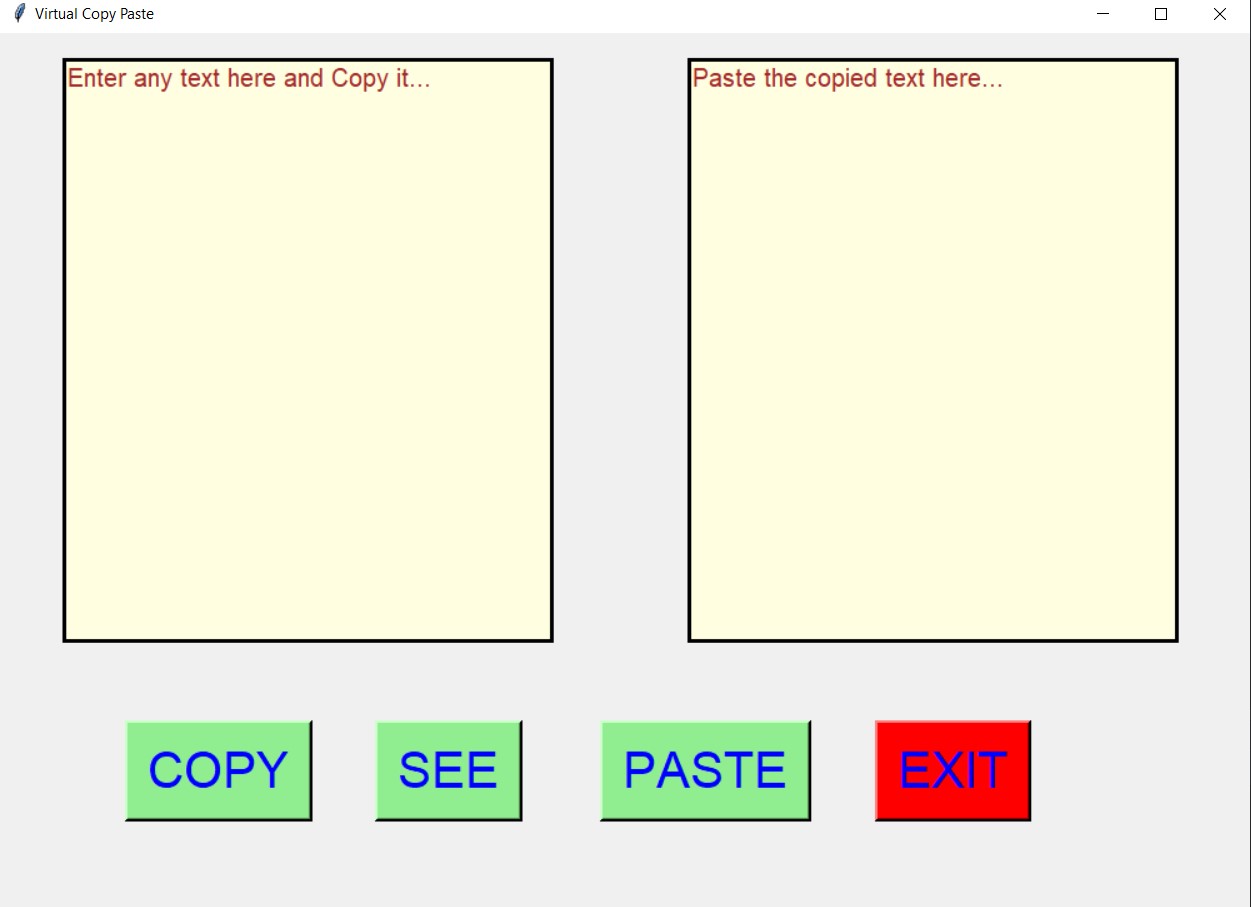 Virtual Copy Paste
Enter any text here and Copy it...
Paste the copied text here...
COPY
SEE
PASTE
EXIT